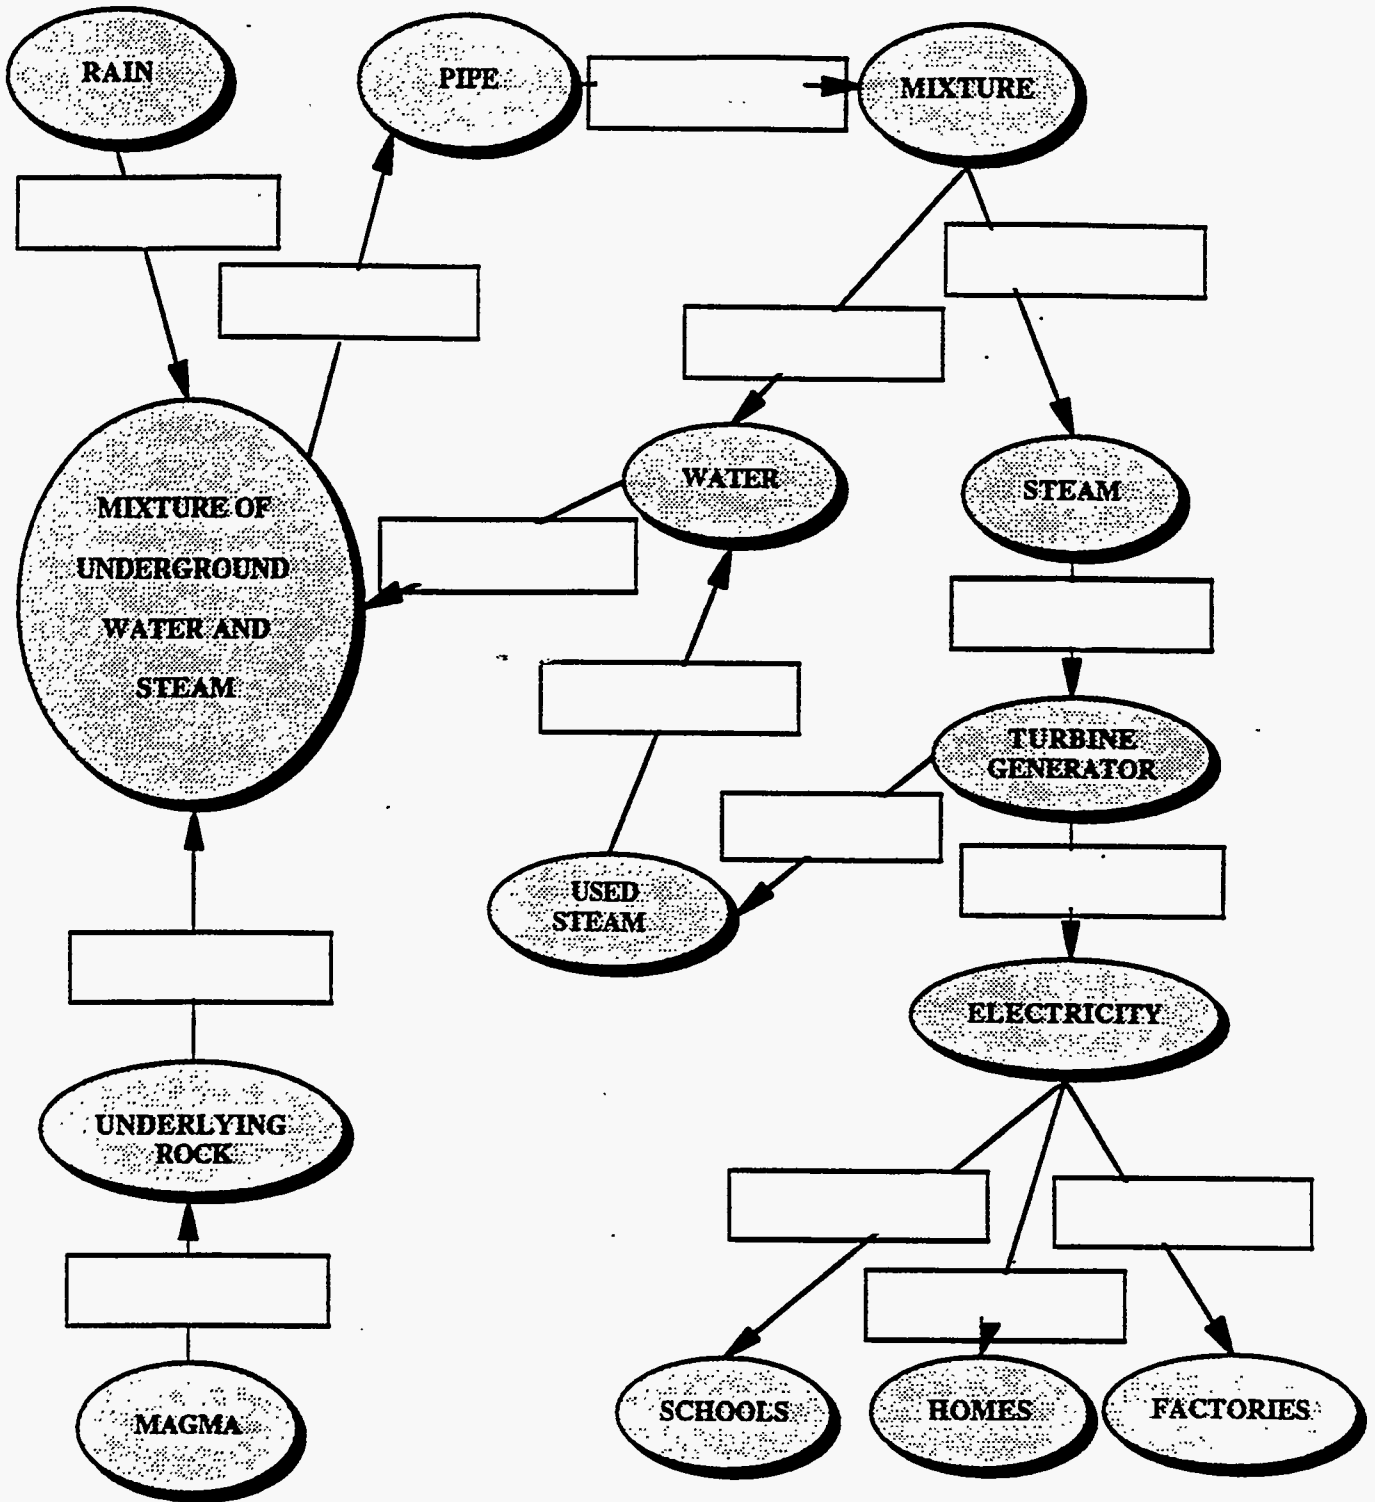 RAIN
PIPE
MIXTURE
MIXTURE OF
UNDERGROUND
WATER AND
STEAM
WATER
STEAM
TURBINE
GENERATOR
USED
STEAM
ELECTRICITY
UNDERLYING
ROCK
MAGMA
SCHOOLS
HOMES
FACTORIES